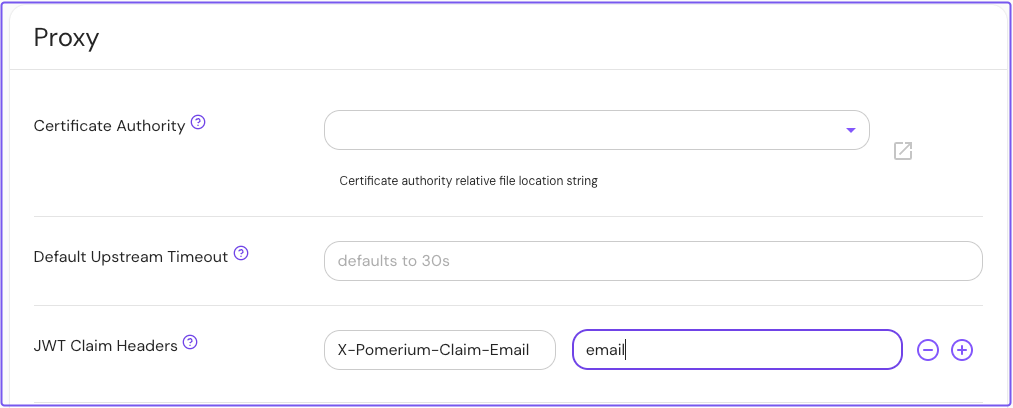 Proxy
Certificate Authority
Certificate authority relative file location string
Default Upstream Timeout
defaults to 30s
JWT Claim Headers
X-Pomerium-Claim-Email
email